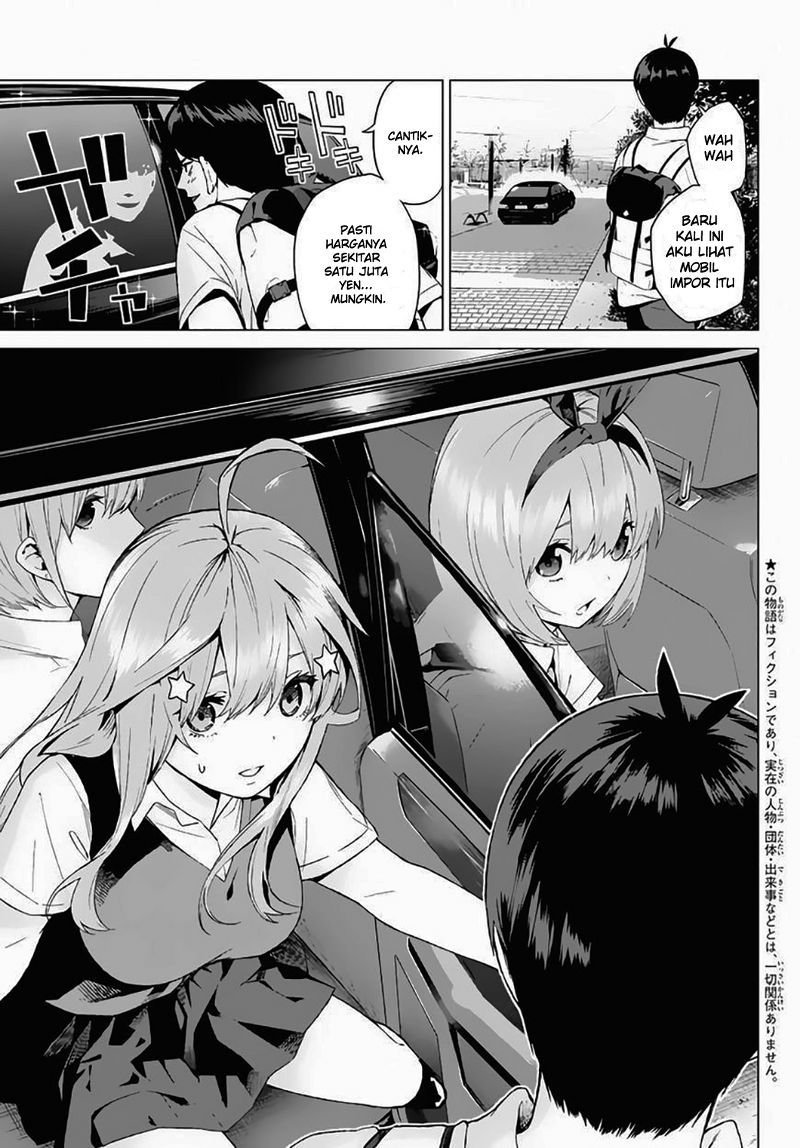 WAH
WAH
BARU
KALI INI
AKU LIHAT
MOBIL
IMPOR ITU
CANTIK-
NYA.
ドキ
ドキ
PASTI
HARGANYA
SEKITAR
SATU JUTA
YEN...
MUNGKIN.
ガチャ
★この物語はフィクションであり、実在の人物・団体・出来事などとは、一切関係ありません。